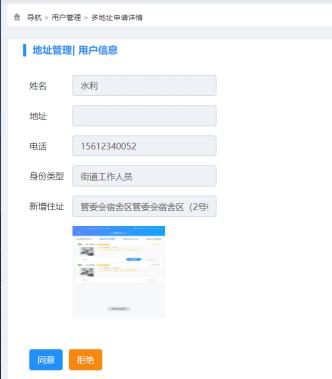 导航 > 用户管理 > 多地址申请详情
地址管理| 用户信息
姓名 水利
地址
电话 15612340052
身份类型 街道工作人员
新增住址 管委会宿舍区管委会宿舍区（2号
同意 拒绝